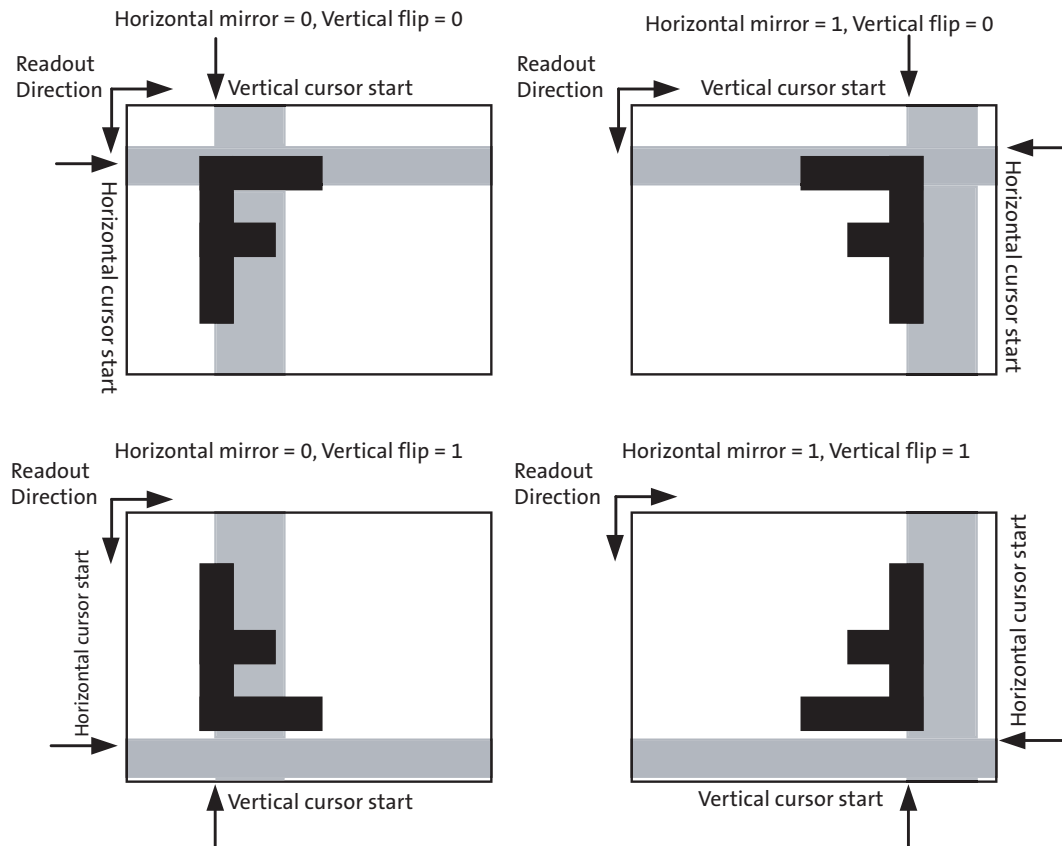 Horizontal mirror = 0, Vertical flip = 0
Readout
Direction
Vertical cursor start
Horizontal cursor start
Horizontal mirror = 1, Vertical flip = 0
Readout
Direction
Vertical cursor start
Horizontal cursor start
Horizontal mirror = 0, Vertical flip = 1
Readout
Direction
Horizontal cursor start
Vertical cursor start
Horizontal mirror = 1, Vertical flip = 1
Readout
Direction
Horizontal cursor start
Vertical cursor start